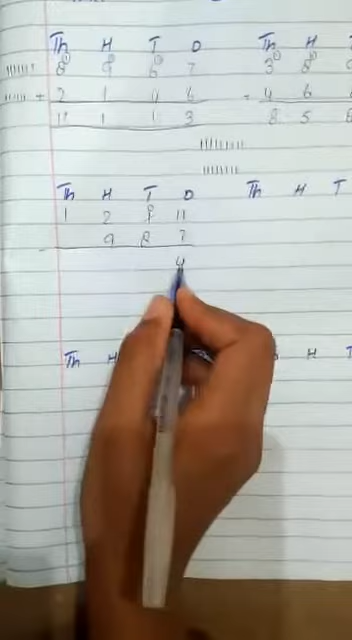 Th H T O Th H
8 9 6 7 3 8
+ 2 1 4 6 4 6
11 1 1 3 8 5 8
Th H T O Th H T
1 2 11
- 9 8 7
4
Th H H T